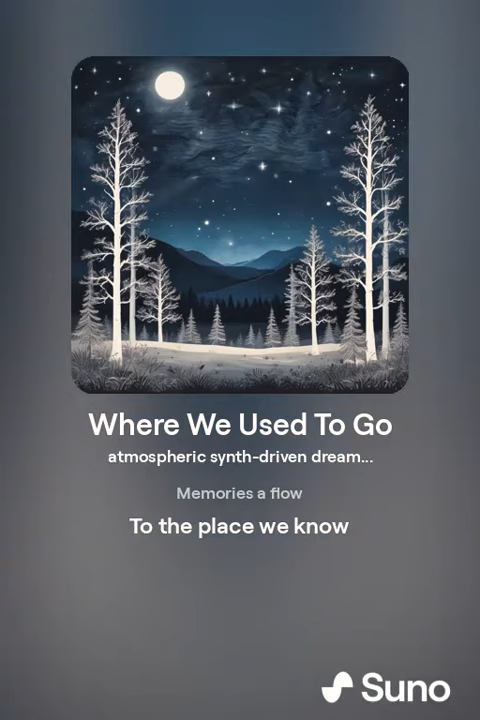 Where We Used To Go
atmospheric synth-driven dream...
Memories a flow
To the place we know
Suno